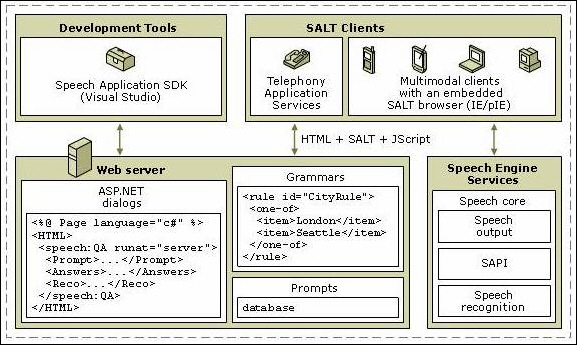 Development Tools
Speech Application SDK
(Visual Studio)
SALT Clients
Telephony
Application
Services
Multimodal clients
with an embedded
SALT browser (IE/pIE)
HTML + SALT + JScript
Web server
ASP.NET
dialogs
<%@ Page language="c#" %>
<HTML>
<speech:QA runat="server">
<Prompt>...</Prompt>
<Answers>...</Answers>
<Reco>...</Reco>
</speech:QA>
</HTML>
Grammars
<rule id="CityRule">
<one-of>
<item>London</item>
<item>Seattle</item>
</one-of>
</rule>
Prompts
database
Speech Engine
Services
Speech core
Speech
output
SAPI
Speech
recognition